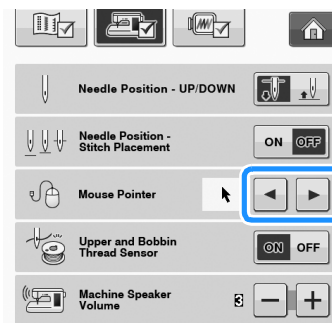 Needle Position - UP/DOWN
Needle Position -
Stitch Placement
ON OFF
Mouse Pointer
Upper and Bobbin
Thread Sensor
ON OFF
Machine Speaker
Volume
3